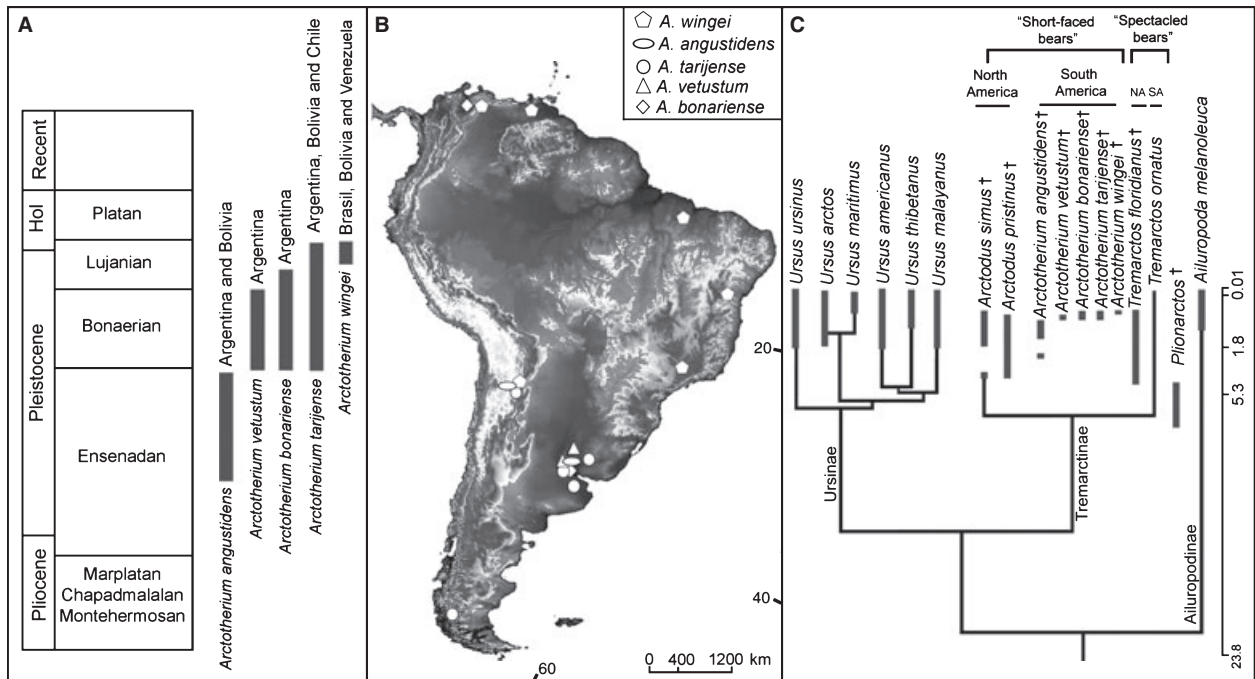 A
Recent
Hol
Pleistocene
Pliocene
Platan
Lujanian
Bonaerian
Ensenadan
Marplatan
Chapadmalalan
Montehermosan
Arctotherium angustidens
Argentina and Bolivia
Arctotherium vetustum
Argentina
Arctotherium bonariense
Argentina
Arctotherium tarijense
Argentina, Bolivia and Chile
Arctotherium wingei
Brasil, Bolivia and Venezuela
B
A. wingei
A. angustidens
A. tarijense
A. vetustum
A. bonariense
20
40
60
0 400 1200 km
C
"Short-faced
bears"
"Spectacled
bears"
North
America
South
America
NA SA
Ursus ursinus
Ursus arctos
Ursus maritimus
Ursus americanus
Ursus thibetanus
Ursus malayanus
Arctodus simus †
Arctodus pristinus †
Arctotherium angustidens†
Arctotherium vetustum†
Arctotherium bonariense†
Arctotherium tarijense†
Arctotherium wingei †
Tremarctos floridianus†
Tremarctos ornatus
Plionarctos†
Ailuropoda melanoleuca
Ursinae
Tremarctinae
Ailuropodinae
0.01
1.8
5.3
23.8